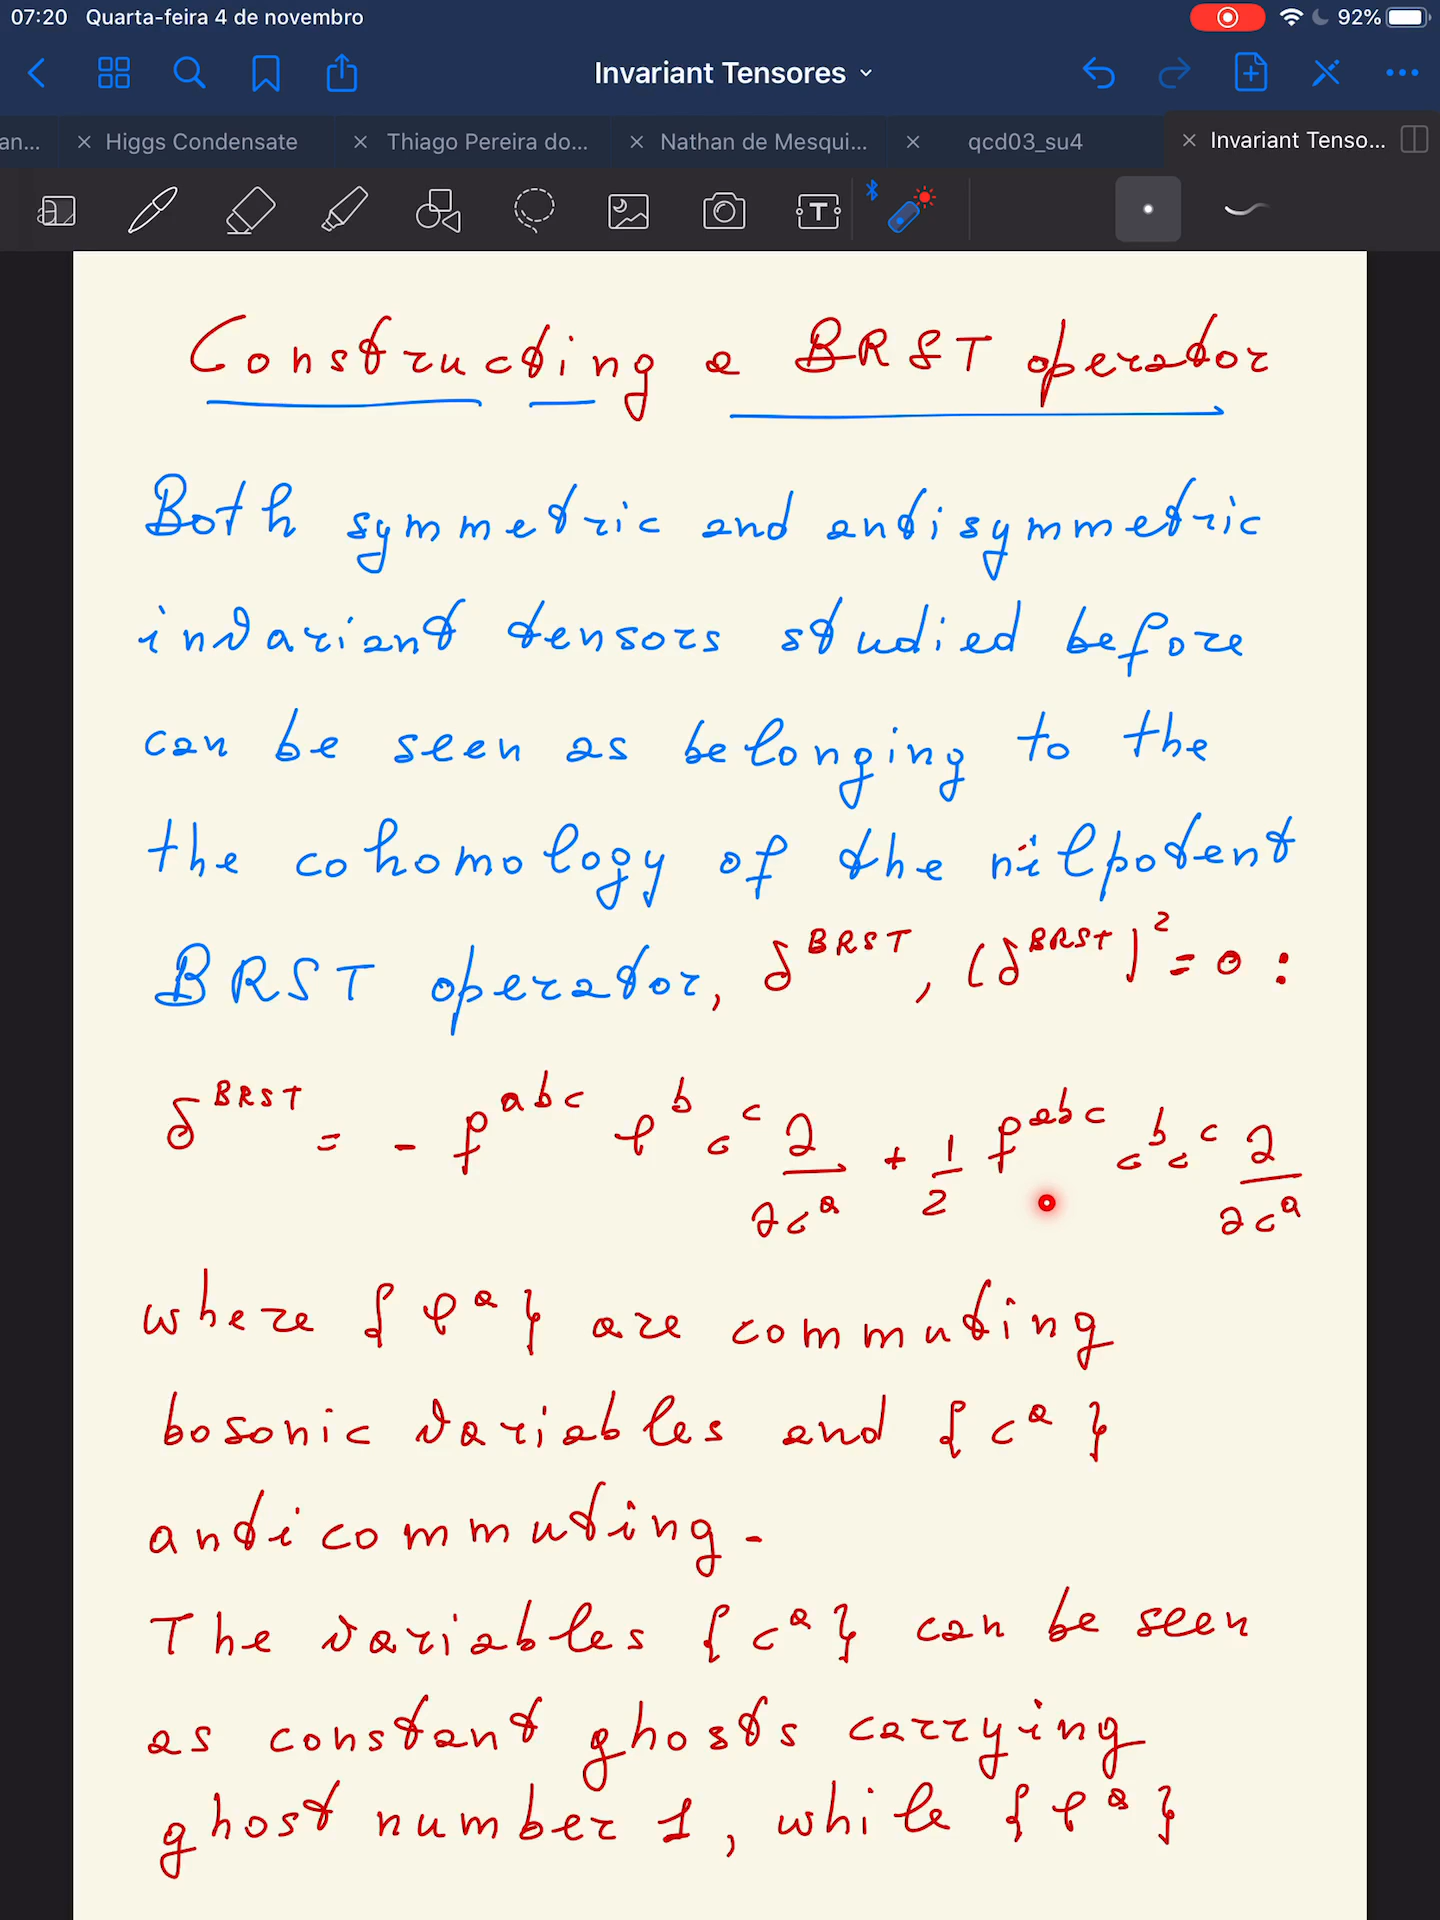 07:20 Quarta-feira 4 de novembro 92%
Invariant Tensores
an... × Higgs Condensate × Thiago Pereira do... × Nathan de Mesqui... × qcd03_su4 × Invariant Tenso...
T
Constructing a BRST operator
Both symmetric and antisymmetric
invariant tensors studied before
can be seen as belonging to the
the cohomology of the nilpotent
BRST operator, δ^BRST, (δ^BRST)^2 = 0 :
δ^BRST = - f^abc φ^b c^c ∂/∂c^a + 1/2 f^abc c^b c^c ∂/∂c^a
where {φ^a} are commuting
bosonic variables and {c^a}
anticommuting.
The variables {c^a} can be seen
as constant ghosts carrying
ghost number 1, while {φ^a}